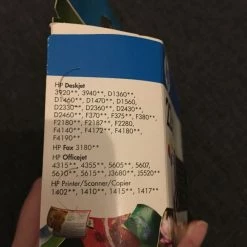 HP Deskjet
3920**, 3940**, D1360**,
D1460**, D1470**, D1560,
D2330**, D2360**, D2430**,
D2460**, F370**, F375**, F380**,
F2180**, F2187**, F2280,
F4140**, F4172**, F4180**,
F4190**
HP Fax 3180**
HP Officejet
4315**, 4355**, 5605**, 5607,
5610**, 5615**, J3680**, J5520**
HP Printer/Scanner/Copier
1402**, 1410**, 1415**, 1417**